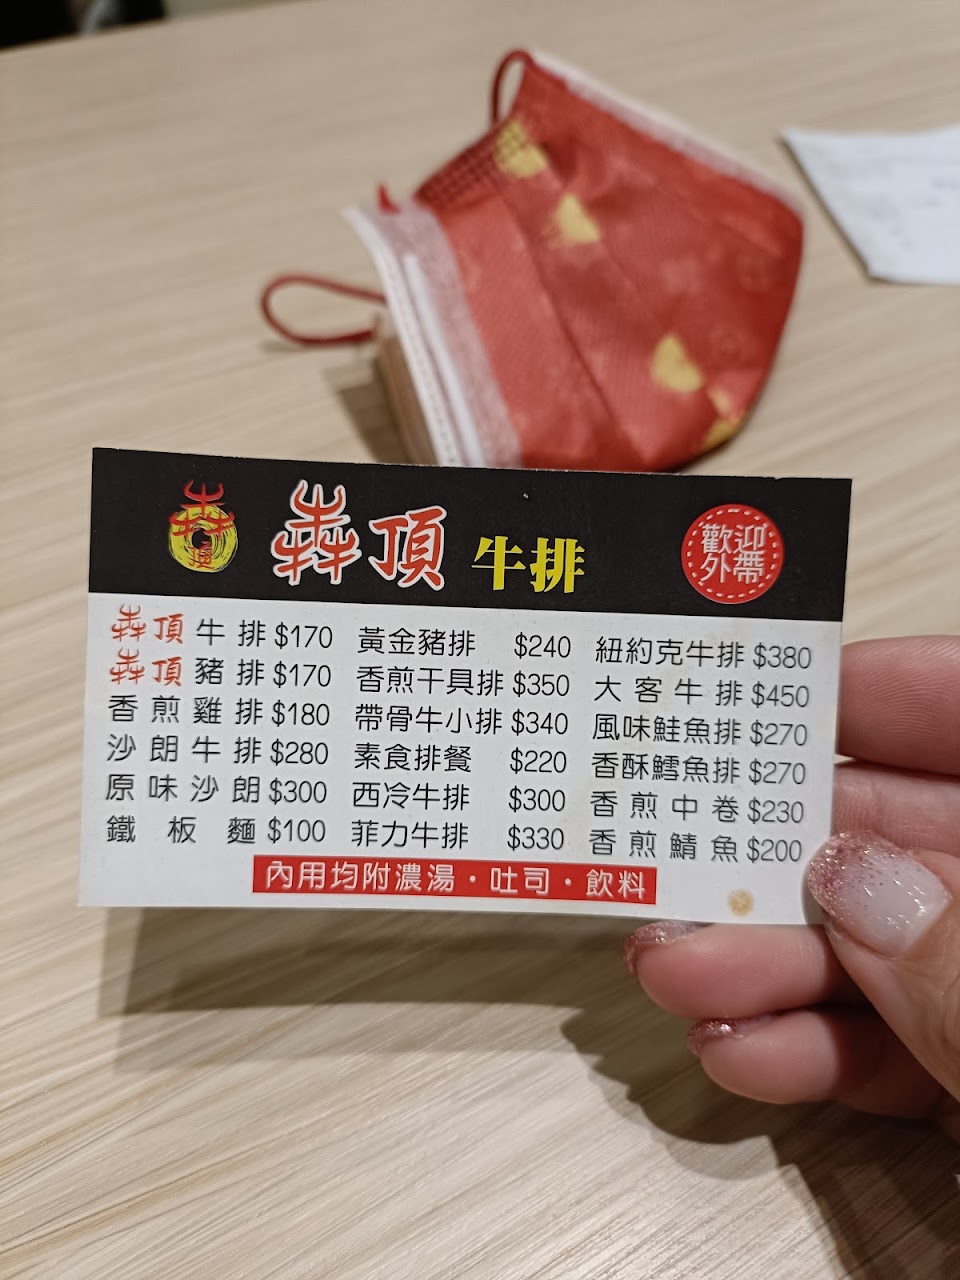 犇頂牛排
歡迎
外帶
犇頂牛排$170
犇頂豬排$170
香煎雞排$180
沙朗牛排$280
原味沙朗$300
鐵板麵$100
黃金豬排 $240
香煎干具排 $350
帶骨牛小排 $340
素食排餐 $220
西冷牛排 $300
菲力牛排 $330
紐約克牛排 $380
大客牛排 $450
風味鮭魚排 $270
香酥鱈魚排 $270
香煎中卷 $230
香煎鯖魚 $200
內用均附濃湯・吐司・飲料